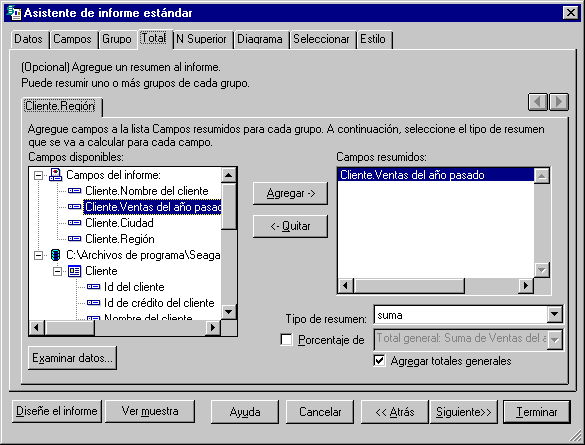 Asistente de informe estándar
Datos Campos Grupo Total N Superior Diagrama Seleccionar Estilo
(Opcional) Agregue un resumen al informe.
Puede resumir uno o más grupos de cada grupo.
Cliente.Región
Agregue campos a la lista Campos resumidos para cada grupo. A continuación, seleccione el tipo de resumen
que se va a calcular para cada campo.
Campos disponibles:
Campos del informe:
Cliente.Nombre del cliente
Cliente.Ventas del año pasad
Cliente.Ciudad
Cliente.Región
C:\Archivos de programa\Seaga
Cliente
Id del cliente
Id de crédito del cliente
Nombre del cliente
Examinar datos...
Agregar ->
<- Quitar
Campos resumidos:
Cliente.Ventas del año pasado
Tipo de resumen: suma
Porcentaje de Total general: Suma de Ventas del a
Agregar totales generales
Diseñe el informe Ver muestra Ayuda Cancelar << Atrás Siguiente>> Terminar